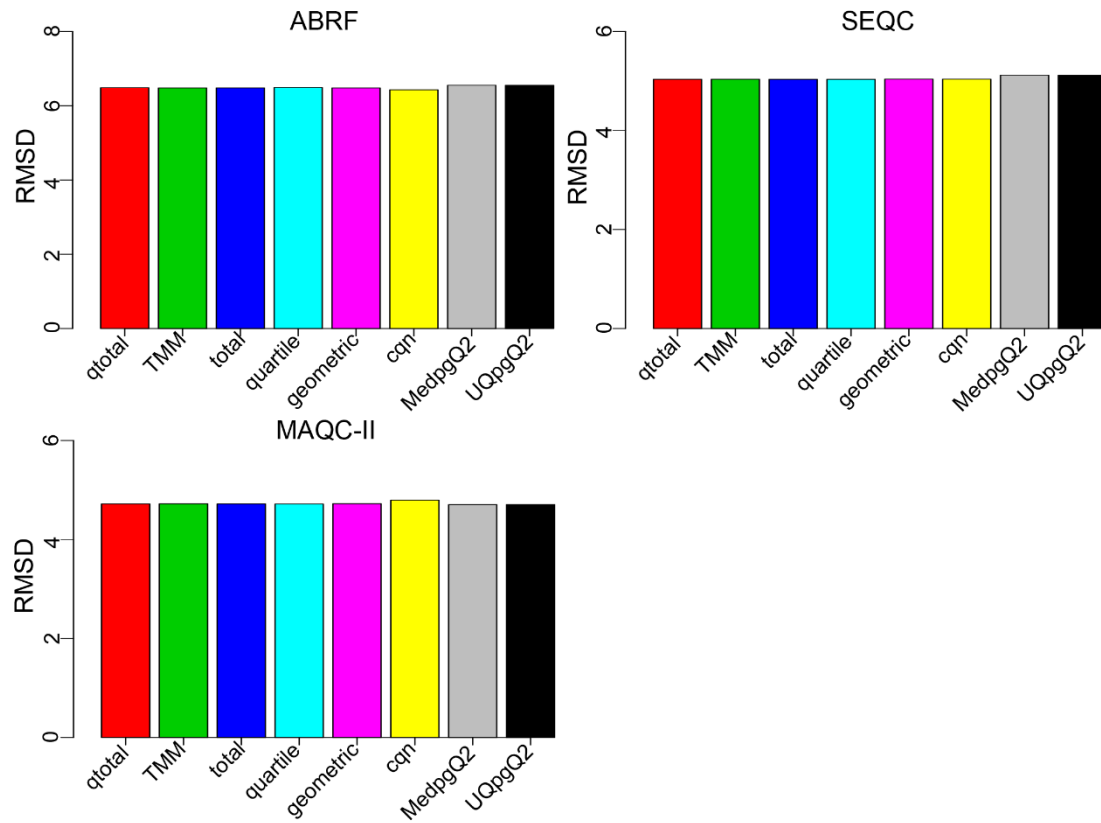 ABRF
RMSD
8
6
4
2
0
qtotal
TMM
total
quartile
geometric
cqn
MedpgQ2
UQpgQ2
SEQC
RMSD
6
4
2
0
qtotal
TMM
total
quartile
geometric
cqn
MedpgQ2
UQpgQ2
MAQC-II
RMSD
6
4
2
0
qtotal
TMM
total
quartile
geometric
cqn
MedpgQ2
UQpgQ2